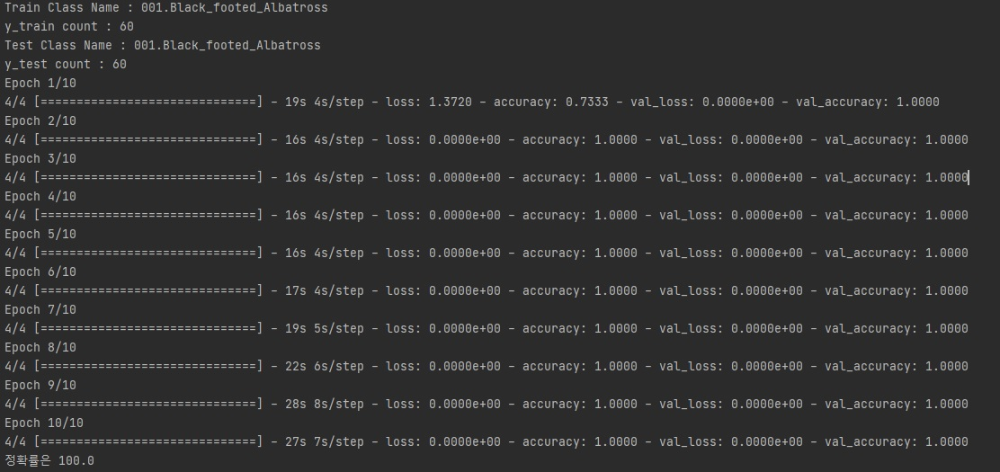 Train Class Name : 001.Black_footed_Albatross
y_train count : 60
Test Class Name : 001.Black_footed_Albatross
y_test count : 60
Epoch 1/10
4/4 [==============================] - 19s 4s/step - loss: 1.3720 - accuracy: 0.7333 - val_loss: 0.0000e+00 - val_accuracy: 1.0000
Epoch 2/10
4/4 [==============================] - 16s 4s/step - loss: 0.0000e+00 - accuracy: 1.0000 - val_loss: 0.0000e+00 - val_accuracy: 1.0000
Epoch 3/10
4/4 [==============================] - 16s 4s/step - loss: 0.0000e+00 - accuracy: 1.0000 - val_loss: 0.0000e+00 - val_accuracy: 1.0000
Epoch 4/10
4/4 [==============================] - 16s 4s/step - loss: 0.0000e+00 - accuracy: 1.0000 - val_loss: 0.0000e+00 - val_accuracy: 1.0000
Epoch 5/10
4/4 [==============================] - 16s 4s/step - loss: 0.0000e+00 - accuracy: 1.0000 - val_loss: 0.0000e+00 - val_accuracy: 1.0000
Epoch 6/10
4/4 [==============================] - 17s 4s/step - loss: 0.0000e+00 - accuracy: 1.0000 - val_loss: 0.0000e+00 - val_accuracy: 1.0000
Epoch 7/10
4/4 [==============================] - 19s 5s/step - loss: 0.0000e+00 - accuracy: 1.0000 - val_loss: 0.0000e+00 - val_accuracy: 1.0000
Epoch 8/10
4/4 [==============================] - 22s 6s/step - loss: 0.0000e+00 - accuracy: 1.0000 - val_loss: 0.0000e+00 - val_accuracy: 1.0000
Epoch 9/10
4/4 [==============================] - 28s 8s/step - loss: 0.0000e+00 - accuracy: 1.0000 - val_loss: 0.0000e+00 - val_accuracy: 1.0000
Epoch 10/10
4/4 [==============================] - 27s 7s/step - loss: 0.0000e+00 - accuracy: 1.0000 - val_loss: 0.0000e+00 - val_accuracy: 1.0000
정확률은 100.0